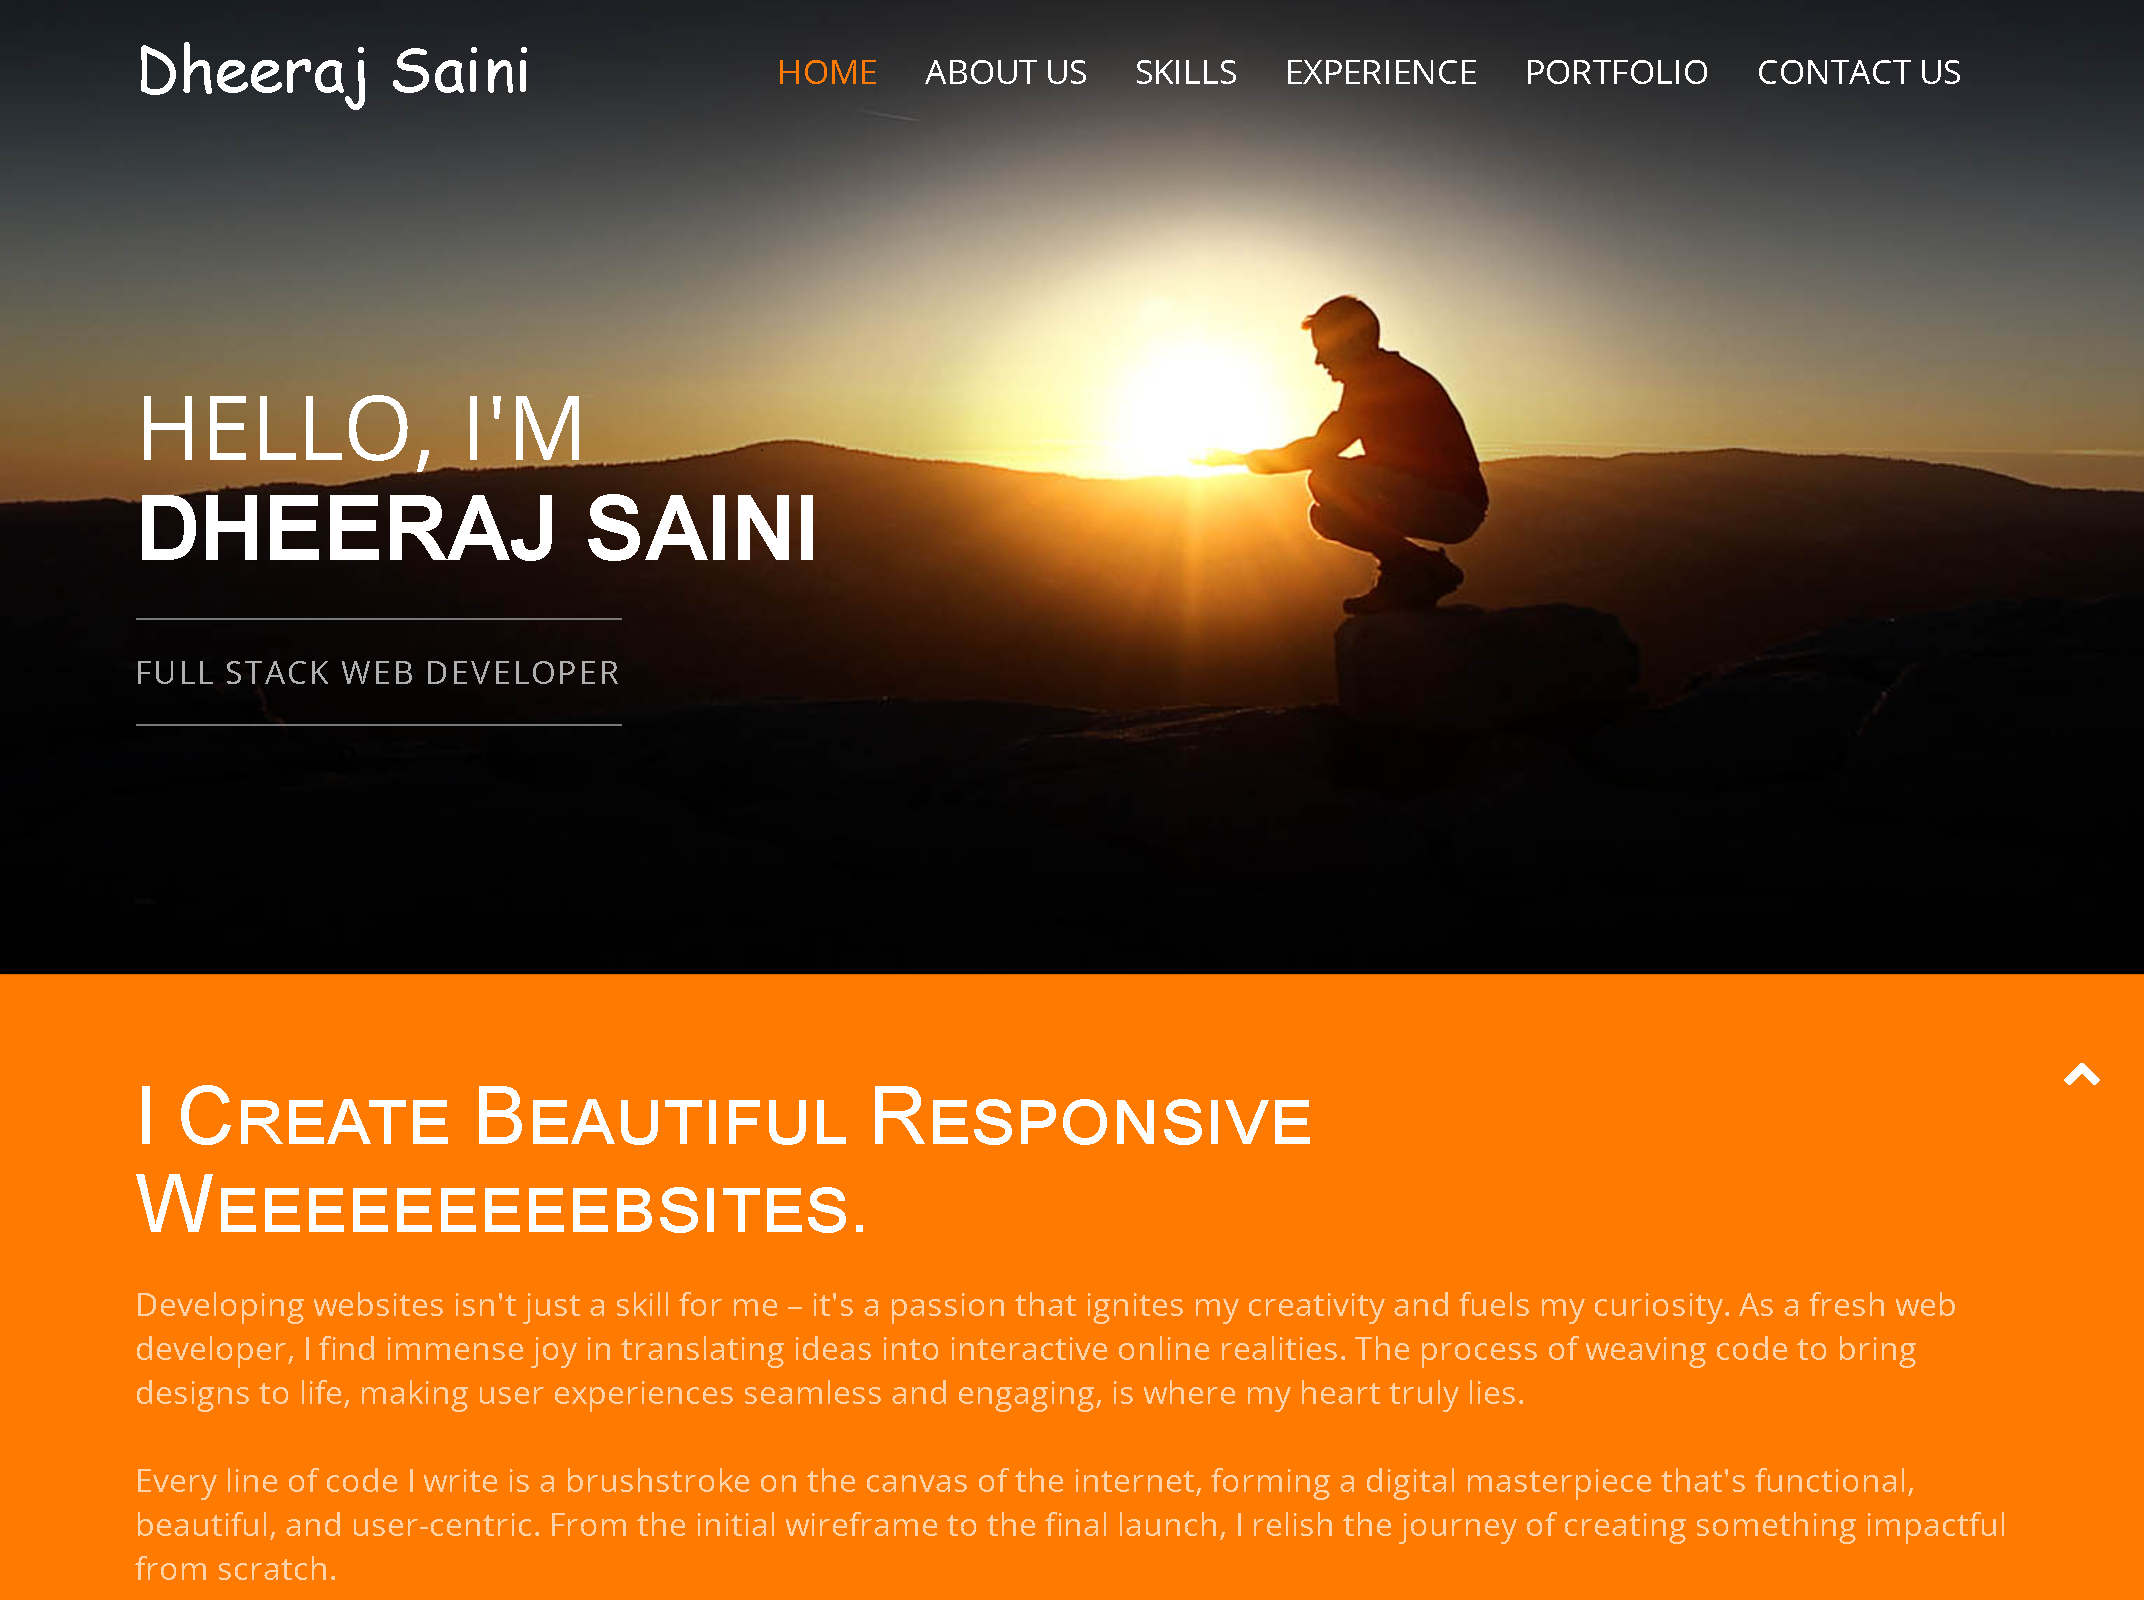 Dheeraj Saini
HOME ABOUT US SKILLS EXPERIENCE PORTFOLIO CONTACT US
HELLO, I'M
DHEERAJ SAINI
FULL STACK WEB DEVELOPER
I Create Beautiful Responsive
Weeeeeeeeebsites.
Developing websites isn't just a skill for me – it's a passion that ignites my creativity and fuels my curiosity. As a fresh web
developer, I find immense joy in translating ideas into interactive online realities. The process of weaving code to bring
designs to life, making user experiences seamless and engaging, is where my heart truly lies.
Every line of code I write is a brushstroke on the canvas of the internet, forming a digital masterpiece that's functional,
beautiful, and user-centric. From the initial wireframe to the final launch, I relish the journey of creating something impactful
from scratch.